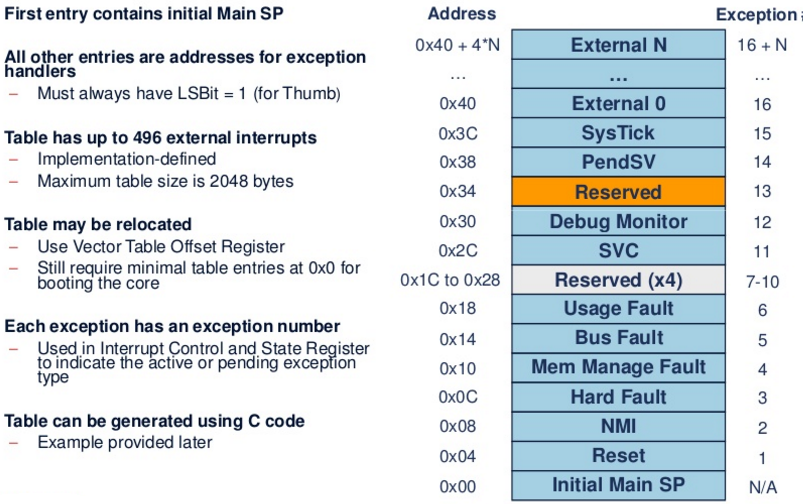 First entry contains initial Main SP
All other entries are addresses for exception
handlers
– Must always have LSBit = 1 (for Thumb)
Table has up to 496 external interrupts
– Implementation-defined
– Maximum table size is 2048 bytes
Table may be relocated
– Use Vector Table Offset Register
– Still require minimal table entries at 0x0 for
booting the core
Each exception has an exception number
– Used in Interrupt Control and State Register
to indicate the active or pending exception
type
Table can be generated using C code
– Example provided later
Address Exception #
0x40 + 4*N External N 16 + N
... ... ...
0x40 External 0 16
0x3C SysTick 15
0x38 PendSV 14
0x34 Reserved 13
0x30 Debug Monitor 12
0x2C SVC 11
0x1C to 0x28 Reserved (x4) 7-10
0x18 Usage Fault 6
0x14 Bus Fault 5
0x10 Mem Manage Fault 4
0x0C Hard Fault 3
0x08 NMI 2
0x04 Reset 1
0x00 Initial Main SP N/A